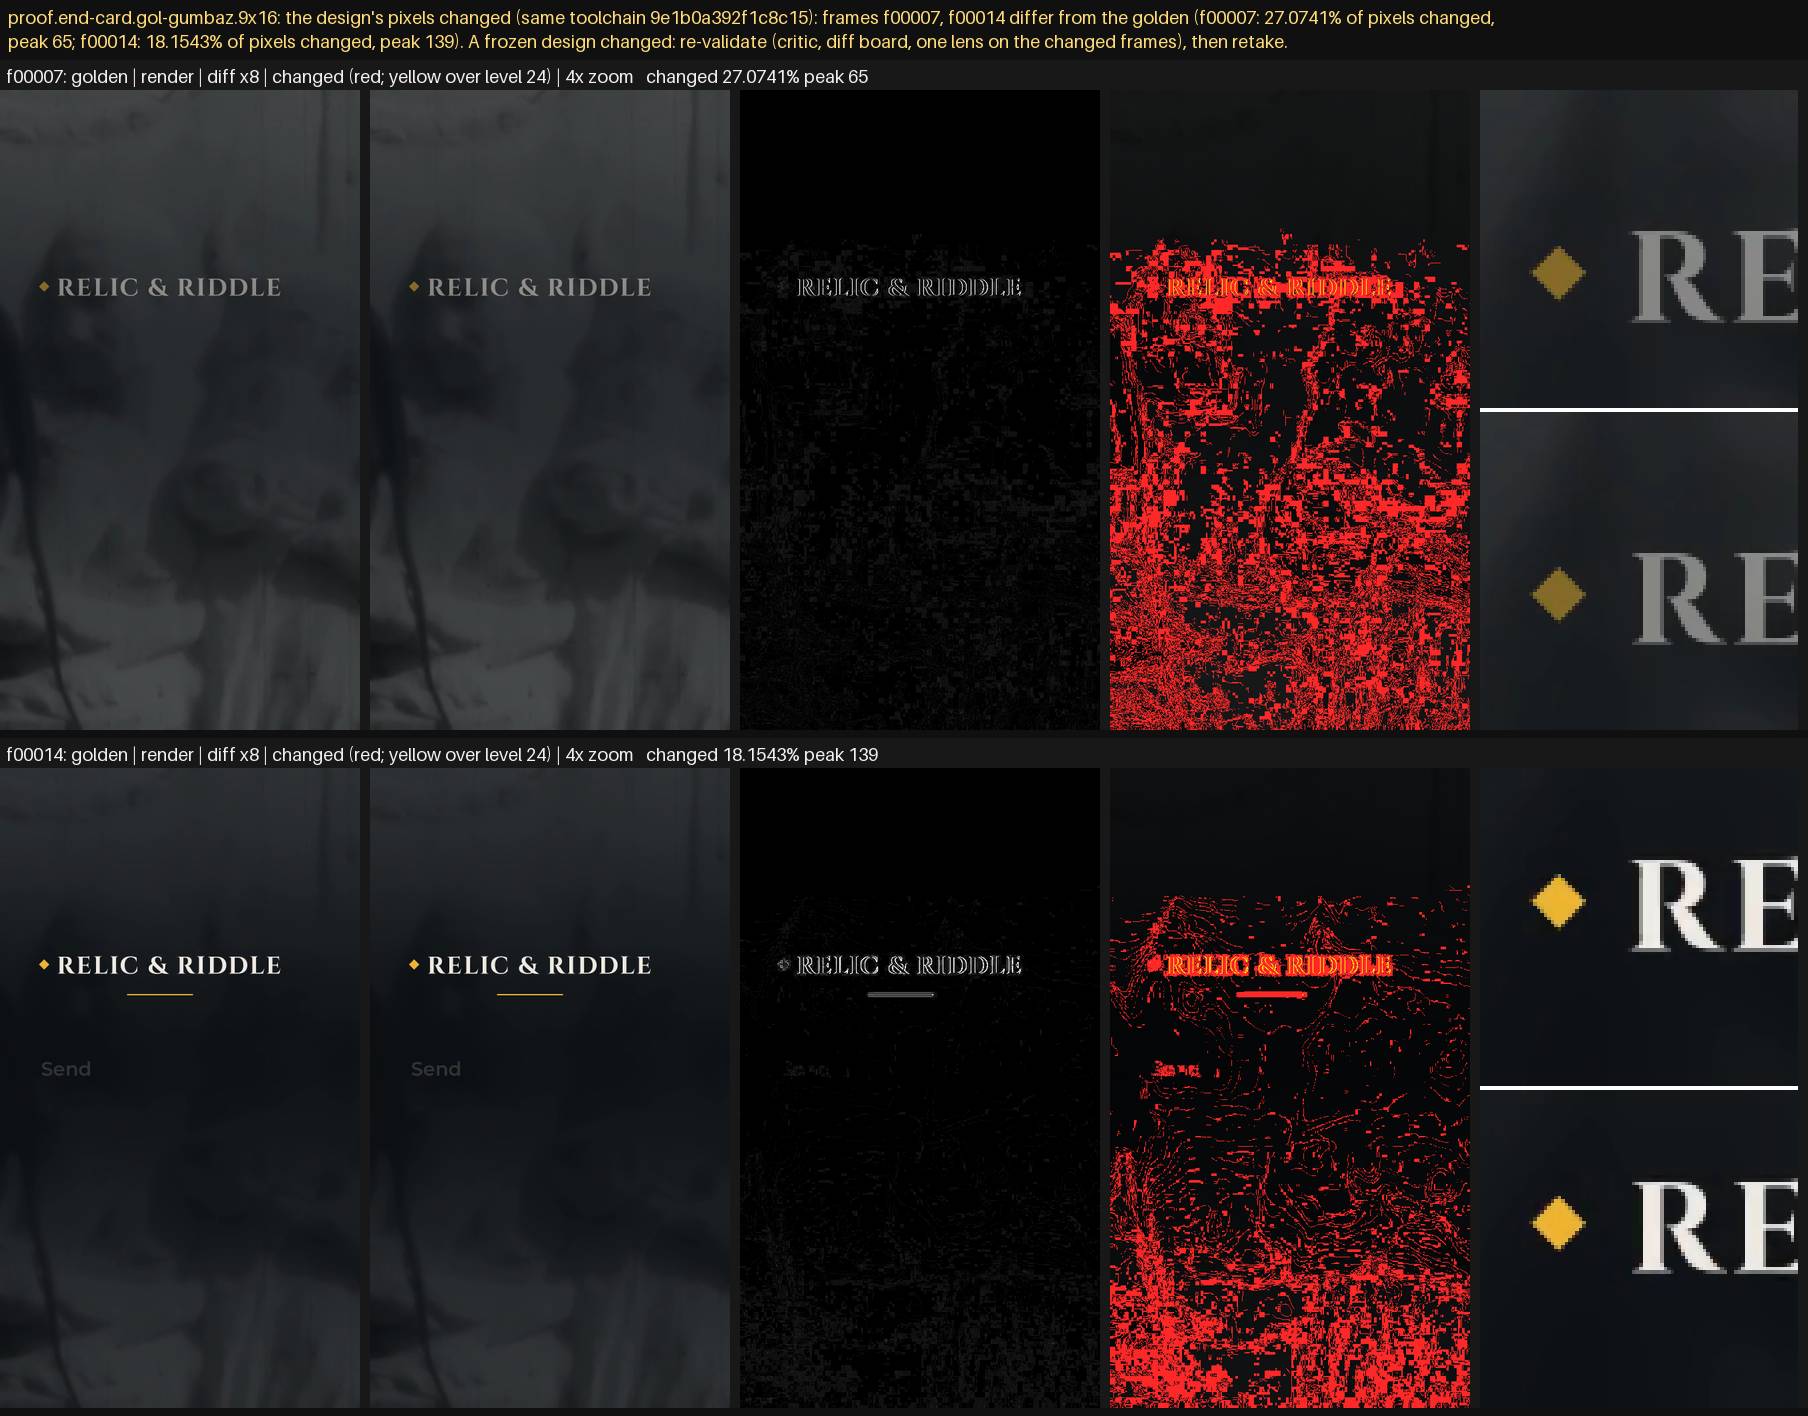 proof.end-card.gol-gumbaz.9x16: the design's pixels changed (same toolchain 9e1b0a392f1c8c15): frames f00007, f00014 differ from the golden (f00007: 27.0741% of pixels changed,
peak 65; f00014: 18.1543% of pixels changed, peak 139). A frozen design changed: re-validate (critic, diff board, one lens on the changed frames), then retake.
f00007: golden | render | diff x8 | changed (red; yellow over level 24) | 4x zoom changed 27.0741% peak 65
RELIC & RIDDLE
RELIC & RIDDLE
RELIC & RIDDLE
RELIC & RIDDLE
RE
RE
f00014: golden | render | diff x8 | changed (red; yellow over level 24) | 4x zoom changed 18.1543% peak 139
RELIC & RIDDLE
RELIC & RIDDLE
RELIC & RIDDLE
RELIC & RIDDLE
RE
Send
Send
RE